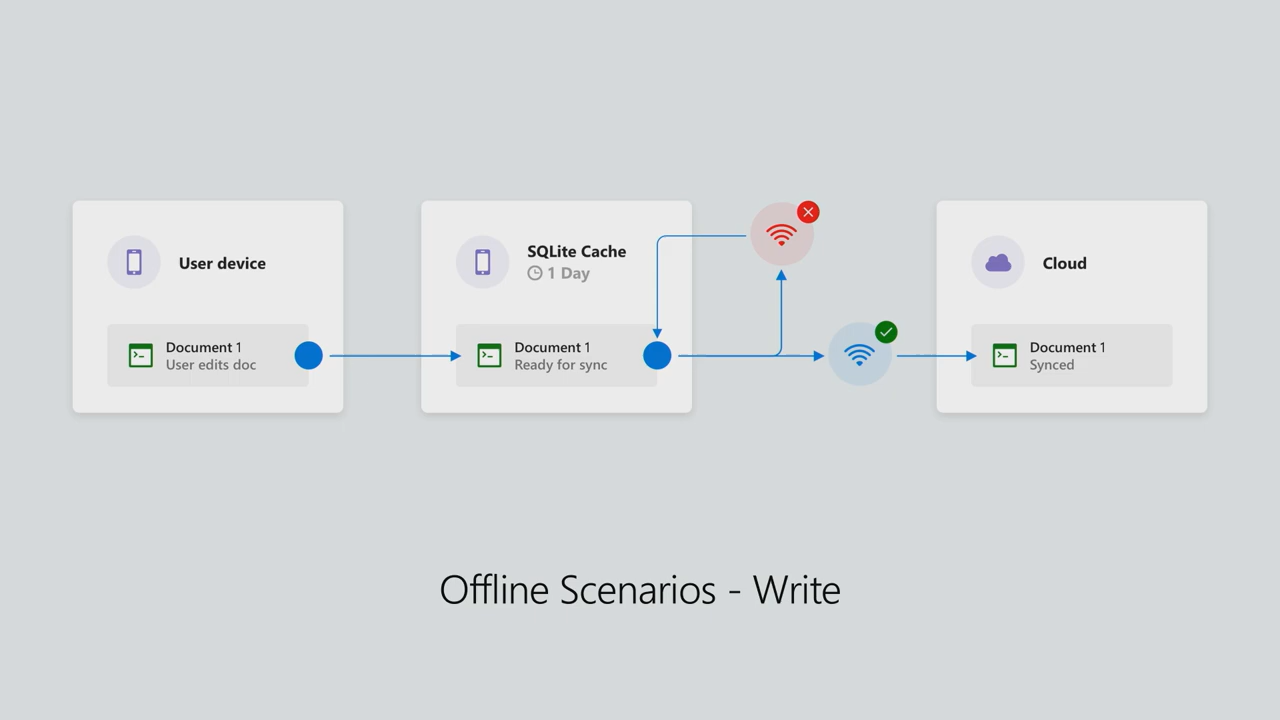 User device
Document 1
User edits doc
SQLite Cache
1 Day
Document 1
Ready for sync
Cloud
Document 1
Synced
Offline Scenarios - Write